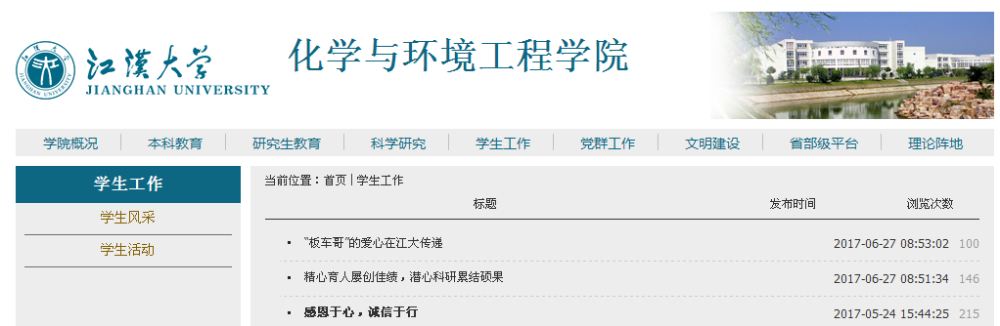 江漢大学
JIANGHAN UNIVERSITY
化学与环境工程学院
学院概况 本科教育 研究生教育 科学研究 学生工作 党群工作 文明建设 省部级平台 理论阵地
学生工作
学生风采
学生活动
当前位置：首页 | 学生工作
标题 发布时间 浏览次数
“板车哥”的爱心在江大传递 2017-06-27 08:53:02 100
精心育人屡创佳绩，潜心科研累结硕果 2017-06-27 08:51:34 146
感恩于心，诚信于行 2017-05-24 15:44:25 215